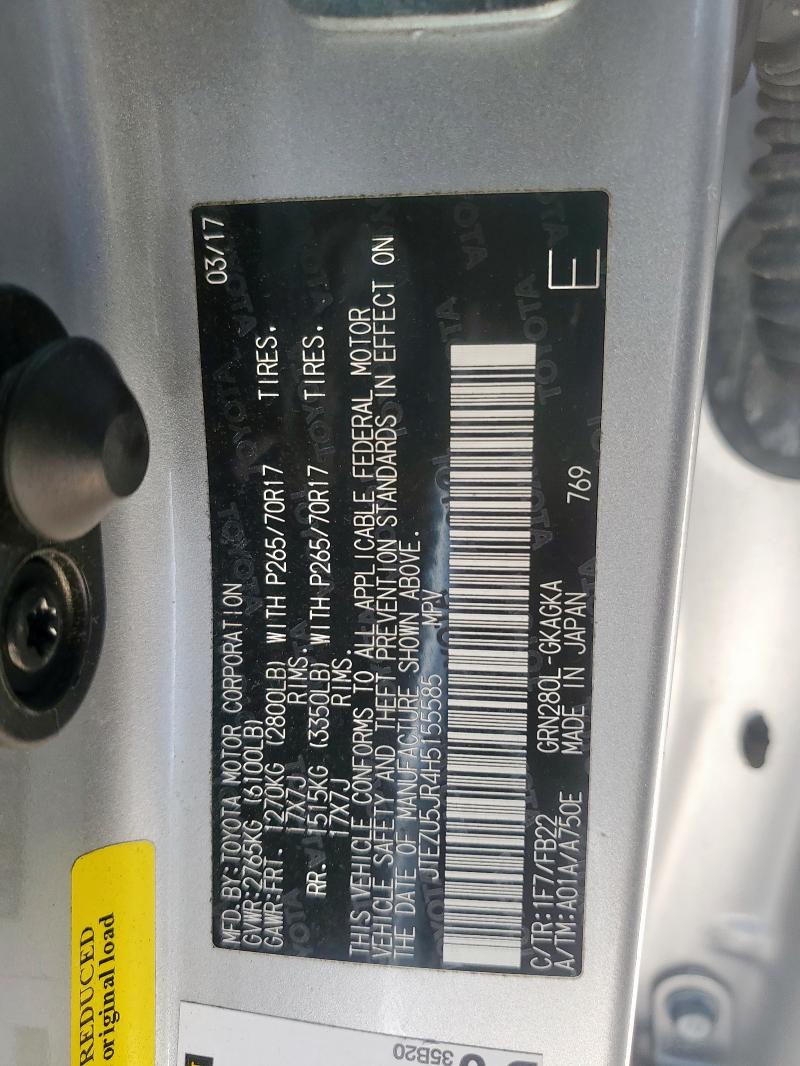 MFD. BY: TOYOTA MOTOR CORPORATION 03/17
GVWR: 2765KG (6100LB)
GAWR: FRT. 1270KG (2800LB) WITH P265/70R17 TIRES.
17X7J RIMS.
RR. 1515KG (3350LB) WITH P265/70R17 TIRES.
17X7J RIMS.
THIS VEHICLE CONFORMS TO ALL APPLICABLE FEDERAL MOTOR
VEHICLE SAFETY AND THEFT PREVENTION STANDARDS IN EFFECT ON
THE DATE OF MANUFACTURE SHOWN ABOVE.
JTEZU5JR4H5155585 MPV
C/TR: 1F7/FB22 GRN280L-GKAGKA 769
A/TM: A01A/A750E MADE IN JAPAN E
REDUCED
original load
35B20